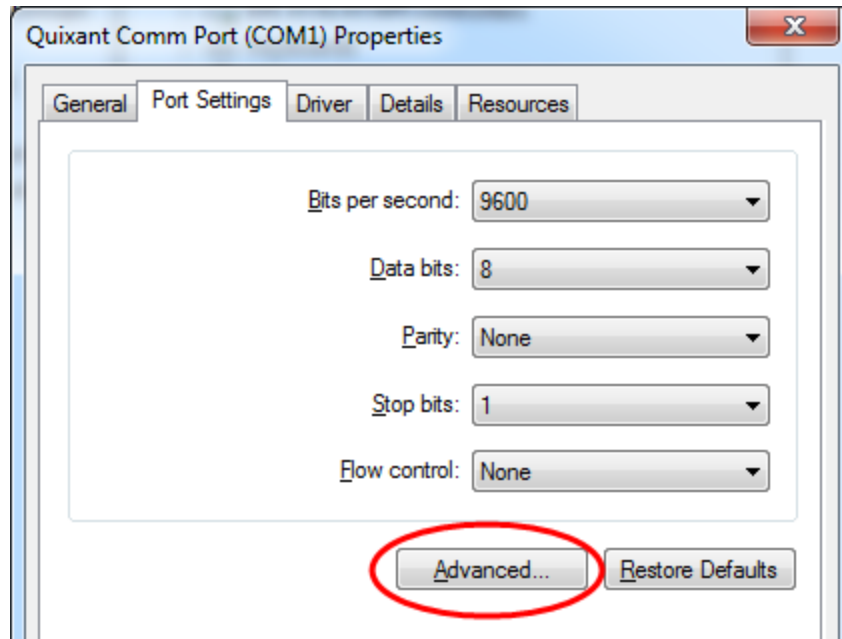 Quixant Comm Port (COM1) Properties
General Port Settings Driver Details Resources
Bits per second: 9600
Data bits: 8
Parity: None
Stop bits: 1
Flow control: None
Advanced... Restore Defaults